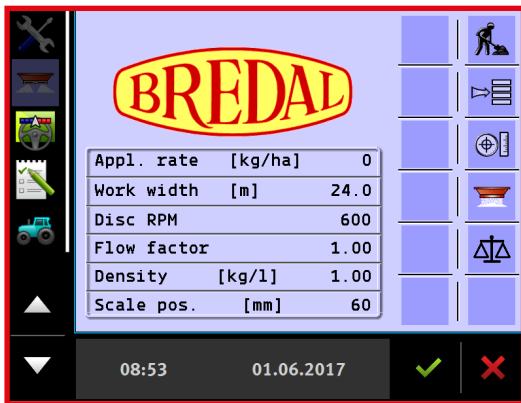 BREDAL
Appl. rate [kg/ha] 0
Work width [m] 24.0
Disc RPM 600
Flow factor 1.00
Density [kg/l] 1.00
Scale pos. [mm] 60
08:53 01.06.2017